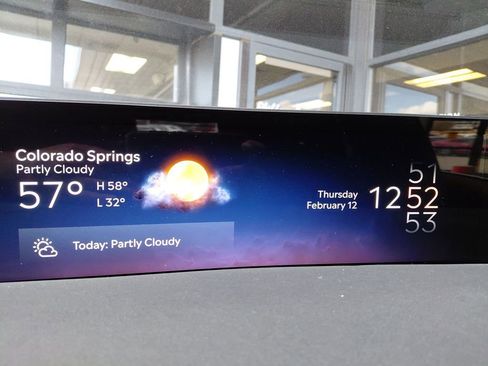 Colorado Springs
Partly Cloudy
57° H 58°
L 32°
Today: Partly Cloudy
Thursday
February 12
51
12 52
53